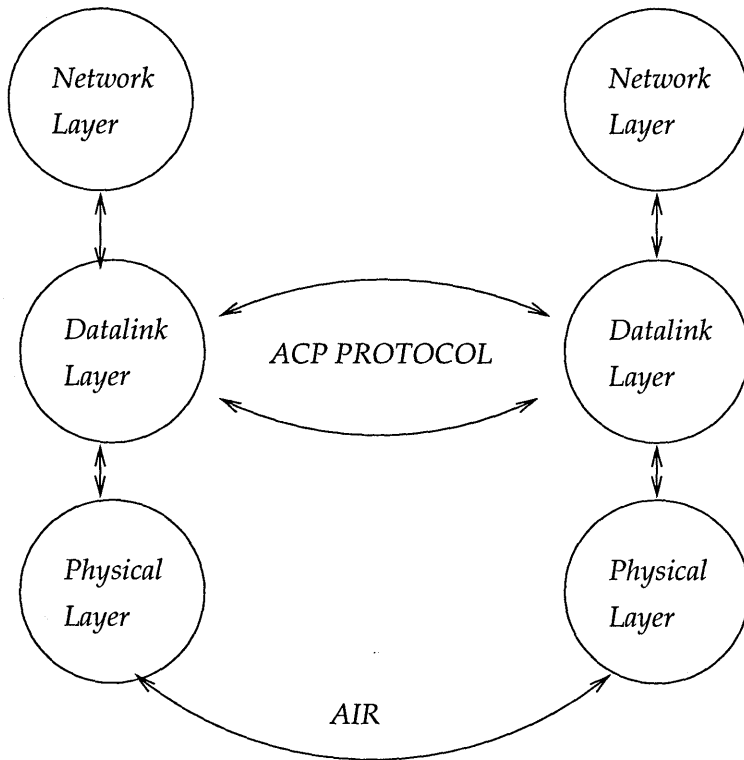 Network
Layer
Network
Layer
Datalink
Layer
ACP PROTOCOL
Datalink
Layer
Physical
Layer
Physical
Layer
AIR